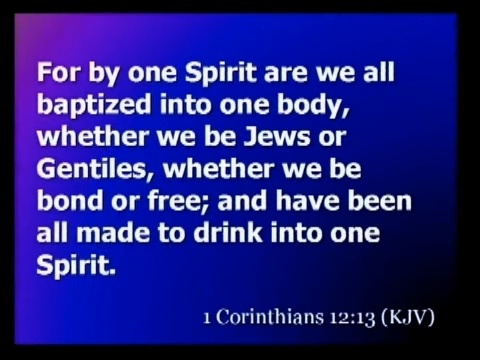 For by one Spirit are we all
baptized into one body,
whether we be Jews or
Gentiles, whether we be
bond or free; and have been
all made to drink into one
Spirit.
1 Corinthians 12:13 (KJV)